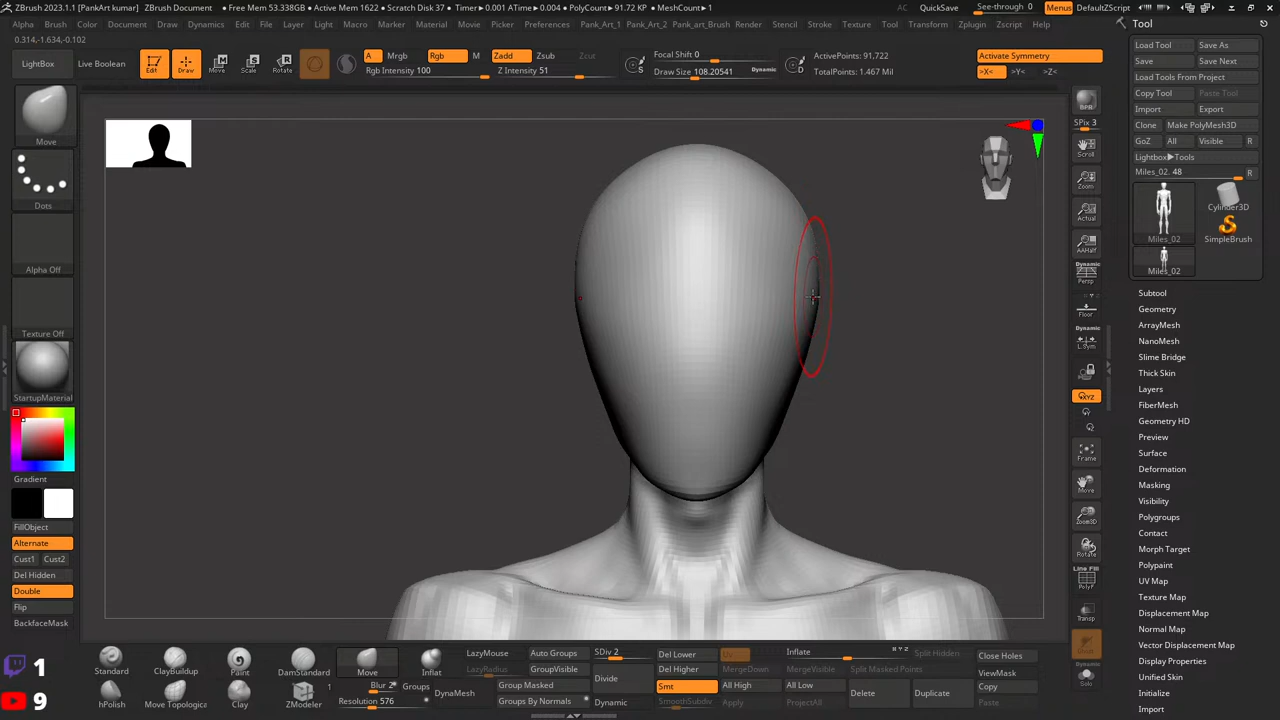 ZBrush 2023.1.1 [PankArt kumar] ZBrush Document ● Free Mem 53.338GB ● Active Mem 1622 ● Scratch Disk 37 ● Timer▶0.001 ATime▶0.004 ● PolyCount▶91.72 KP ● MeshCount▶1 AC QuickSave See-through 0 Menus DefaultZScript
Alpha Brush Color Document Draw Dynamics Edit File Layer Light Macro Marker Material Movie Picker Preferences Pank_Art_1 Pank_Art_2 Pank_art_Brush Render Stencil Stroke Texture Tool Transform Zplugin Zscript Help
0.314,-1.634,-0.102
Tool
LightBox Live Boolean Edit Draw Move Scale Rotate
A Mrgb Rgb M Zadd Zsub Zcut
Rgb Intensity 100 Z Intensity 51
Focal Shift 0
Draw Size 108.20541 Dynamic
S D
ActivePoints: 91,722
TotalPoints: 1.467 Mil
Activate Symmetry
>X< >Y< >Z<
Load Tool Save As
Save Save Next
Load Tools From Project
Copy Tool Paste Tool
Import Export
Clone Make PolyMesh3D
GoZ All Visible R
Lightbox▶Tools
Miles_02. 48 R
Miles_02
Cylinder3D
SimpleBrush
Miles_02
Subtool
Geometry
ArrayMesh
NanoMesh
Slime Bridge
Thick Skin
Layers
FiberMesh
Geometry HD
Preview
Surface
Deformation
Masking
Visibility
Polygroups
Contact
Morph Target
Polypaint
UV Map
Texture Map
Displacement Map
Normal Map
Vector Displacement Map
Display Properties
Unified Skin
Initialize
Import
Move
Dots
Alpha Off
Texture Off
StartupMaterial
Gradient
FillObject
Alternate
Cust1 Cust2
Del Hidden
Double
Flip
BackfaceMask
BPR
SPix 3
Scroll
Zoom
Actual
AAHalf
Dynamic
Persp
Floor
Dynamic
L.Sym
XYZ
Frame
Move
Zoom3D
Rotate
Line Fill
PolyF
Transp
Dynamic
Solo
1
9
Standard ClayBuildup Paint DamStandard Move Inflat
hPolish Move Topological Clay ZModeler 1
LazyMouse
LazyRadius
Blur 2 Groups
Resolution 576
DynaMesh
Auto Groups
GroupVisible
Group Masked
Groups By Normals
SDiv 2
Divide
Dynamic
Del Lower
Del Higher
Smt
SmoothSubdiv
Uv
MergeDown
All High
Apply
Inflate
MergeVisible
All Low
ProjectAll
Split Hidden
Split Masked Points
Delete Duplicate
Close Holes
ViewMask
Copy
Paste